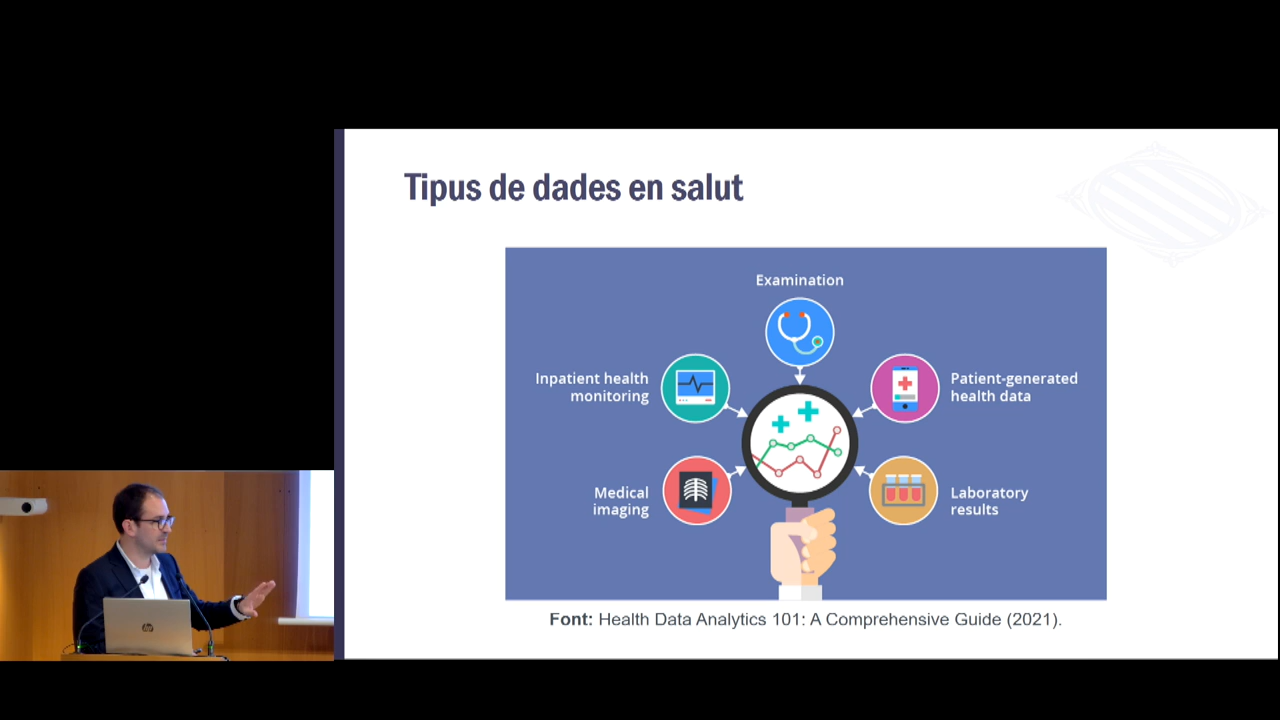 Tipus de dades en salut
Examination
Inpatient health
monitoring
Patient-generated
health data
Medical
imaging
Laboratory
results
Font: Health Data Analytics 101: A Comprehensive Guide (2021).
hp